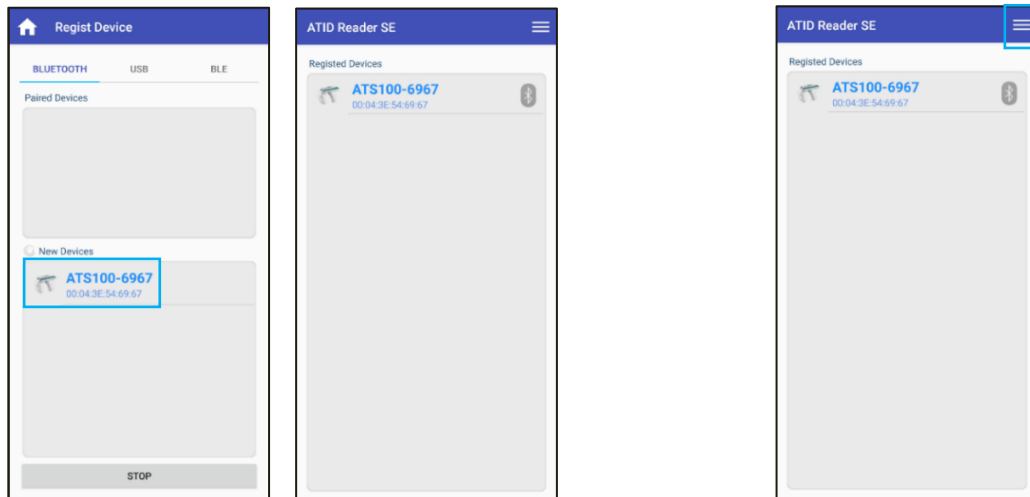 Regist Device
BLUETOOTH USB BLE
Paired Devices
New Devices
ATS100-6967
00:04:3E:54:69:67
STOP
ATID Reader SE
Registed Devices
ATS100-6967
00:04:3E:54:69:67
ATID Reader SE
Registed Devices
ATS100-6967
00:04:3E:54:69:67